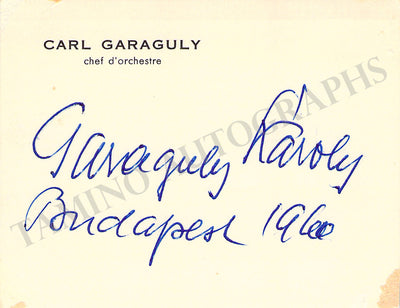 CARL GARAGULY
chef d'orchestre
Garaguly Károly
Budapest 1960
TAMINO AUTOGRAPHS